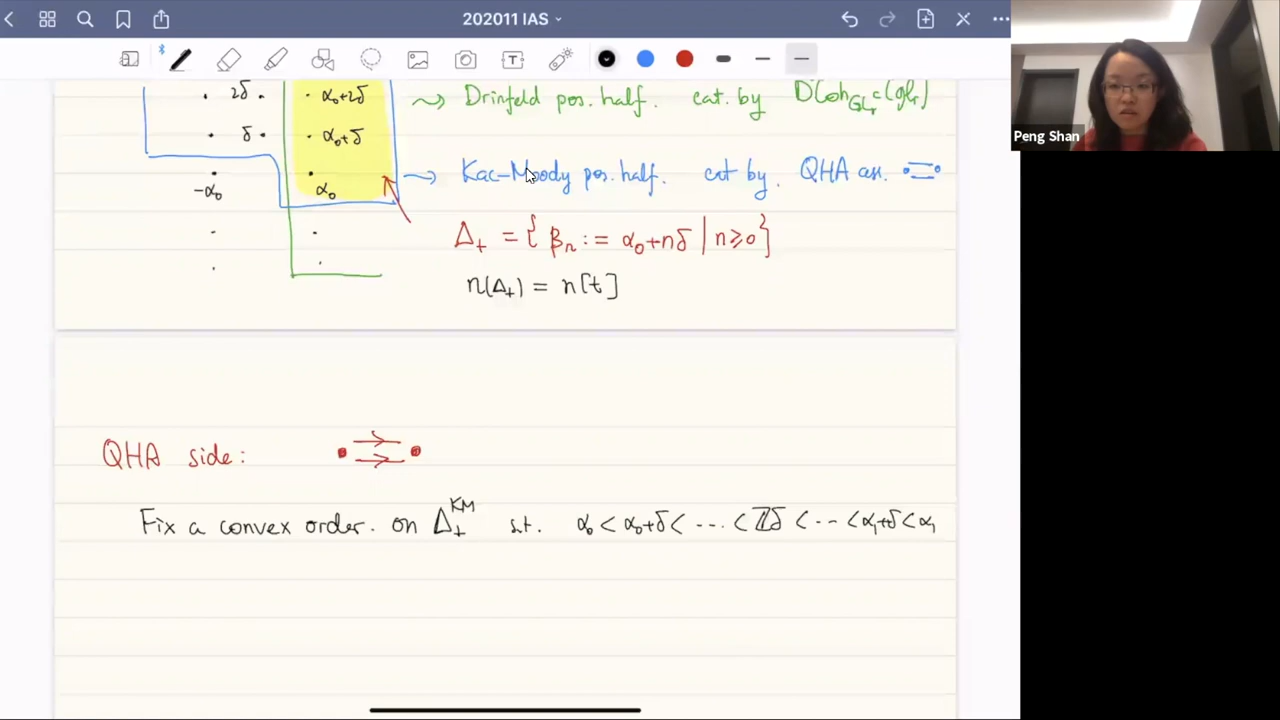 202011 IAS
2δ
α₀+2δ
⇝ Drinfeld pos. half. cat. by
δ
α₀+δ
⇝ Kac-Moody pos. half. cat by. QHA ass.
-α₀
α₀
Δ₊ = { βₙ := α₀+nδ | n⩾0 }
n(Δ₊) = n[t]
QHA side:
Fix a convex order. on Δ₊ᴷᴹ st. α₀ < α₀+δ < ··· < ℤδ < ··· < α₁+δ < α₁
Peng Shan